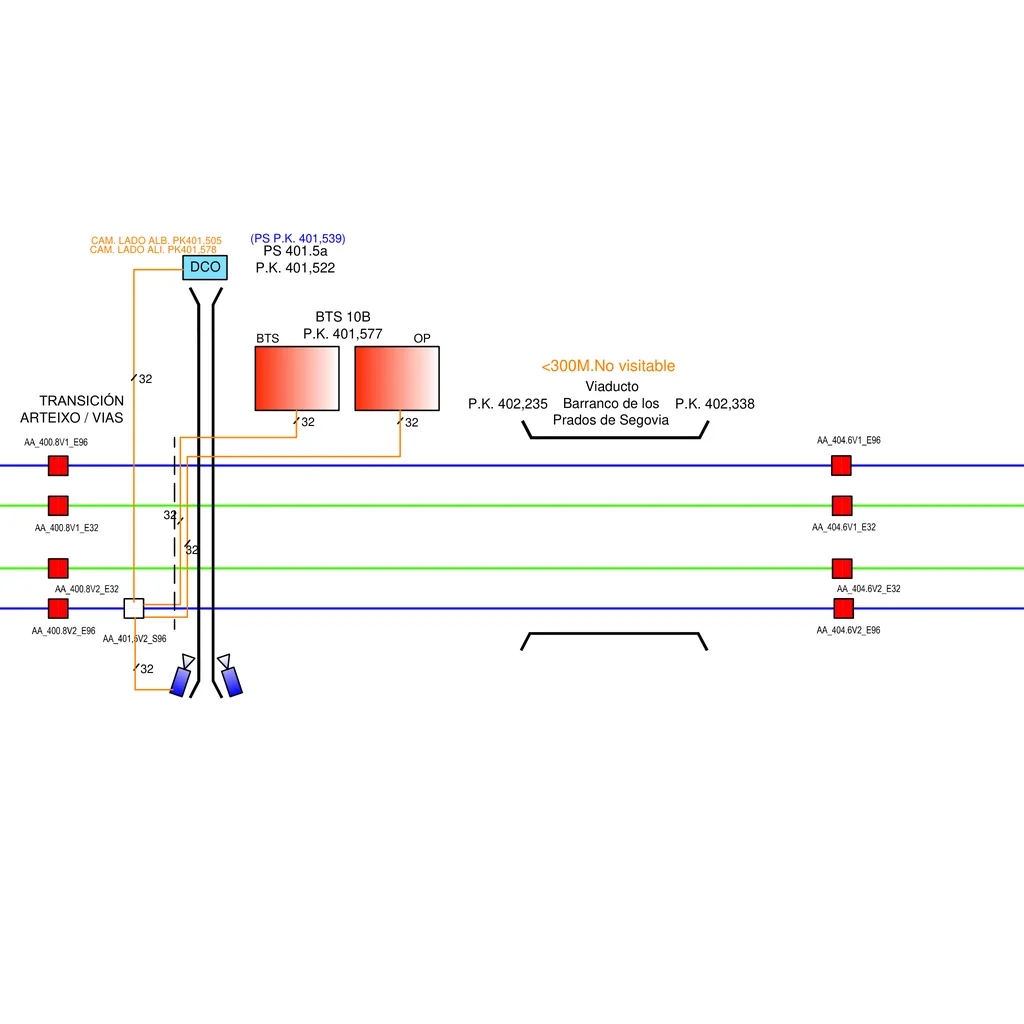 CAM. LADO ALB. PK401,505
CAM. LADO ALI. PK401,578
(PS P.K. 401,539)
PS 401.5a
P.K. 401,522
DCO
BTS 10B
P.K. 401,577
BTS
OP
32
32
32
<300M.No visitable
Viaducto
P.K. 402,235 Barranco de los P.K. 402,338
Prados de Segovia
TRANSICIÓN
ARTEIXO / VIAS
AA_400.8V1_E96
AA_404.6V1_E96
32
AA_400.8V1_E32
AA_404.6V1_E32
32
AA_400.8V2_E32
AA_404.6V2_E32
AA_400.8V2_E96
AA_401,5V2_S96
AA_404.6V2_E96
32